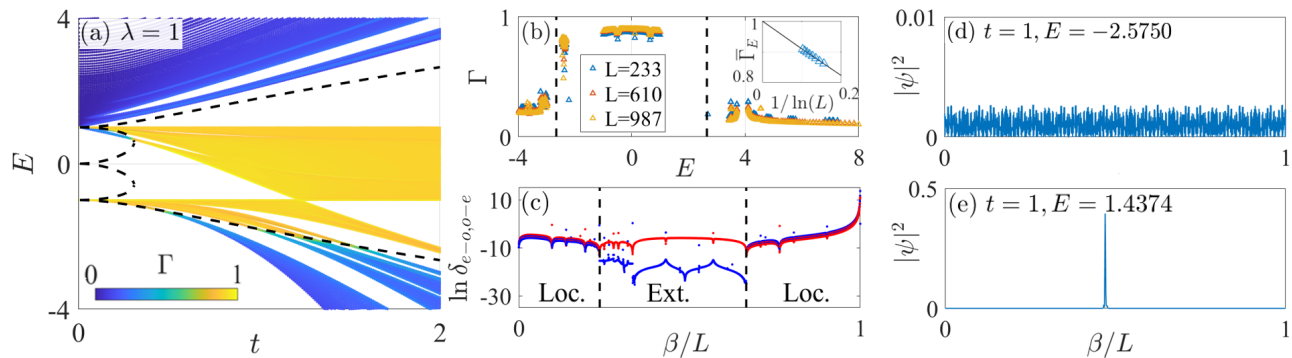 (a) λ = 1
4
0
-4
E
0 Γ 1
0 1 2
t
(b)
Γ
1
0
L=233
L=610
L=987
Γ̅_E
1
0.8
0 0.2
1/ ln(L)
-4 0 4 8
E
(c)
ln δ_{e−o,o−e}
10
-10
-30
Loc. Ext. Loc.
0 1
β/L
(d) t = 1, E = −2.5750
|ψ|²
0.01
0
0 1
(e) t = 1, E = 1.4374
|ψ|²
0.5
0
0 1
β/L